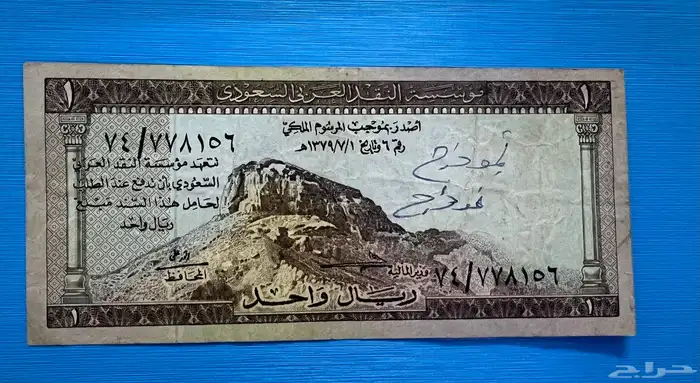 مؤسسة النقد العربي السعودي
١
١
أصدر بموجب المرسوم الملكي
رقم ٦ وتاريخ ١٣٧٩/٧/١هـ
٧٤/٧٧٨١٥٦
تتعهد مؤسسة النقد العربي
السعودي بأن تدفع عند الطلب
لحامل هذا السند مبلغ
ريال واحد
المحافظ
وزير المالية
٧٤/٧٧٨١٥٦
ريال واحد
١
١
حراج